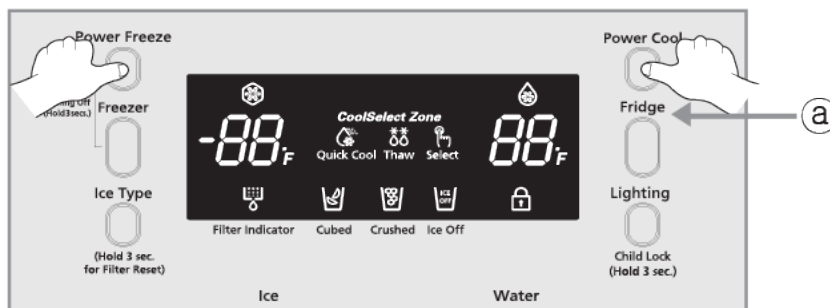 Power Freeze
Power Cool
Freezer
(Hold3secs.)
CoolSelect Zone
Fridge
a
-88°F
Quick Cool Thaw Select
88°F
Ice Type
ICE OFF
Lighting
Filter Indicator Cubed Crushed Ice Off
(Hold 3 sec.
for Filter Reset)
Child Lock
(Hold 3 sec.)
Ice
Water